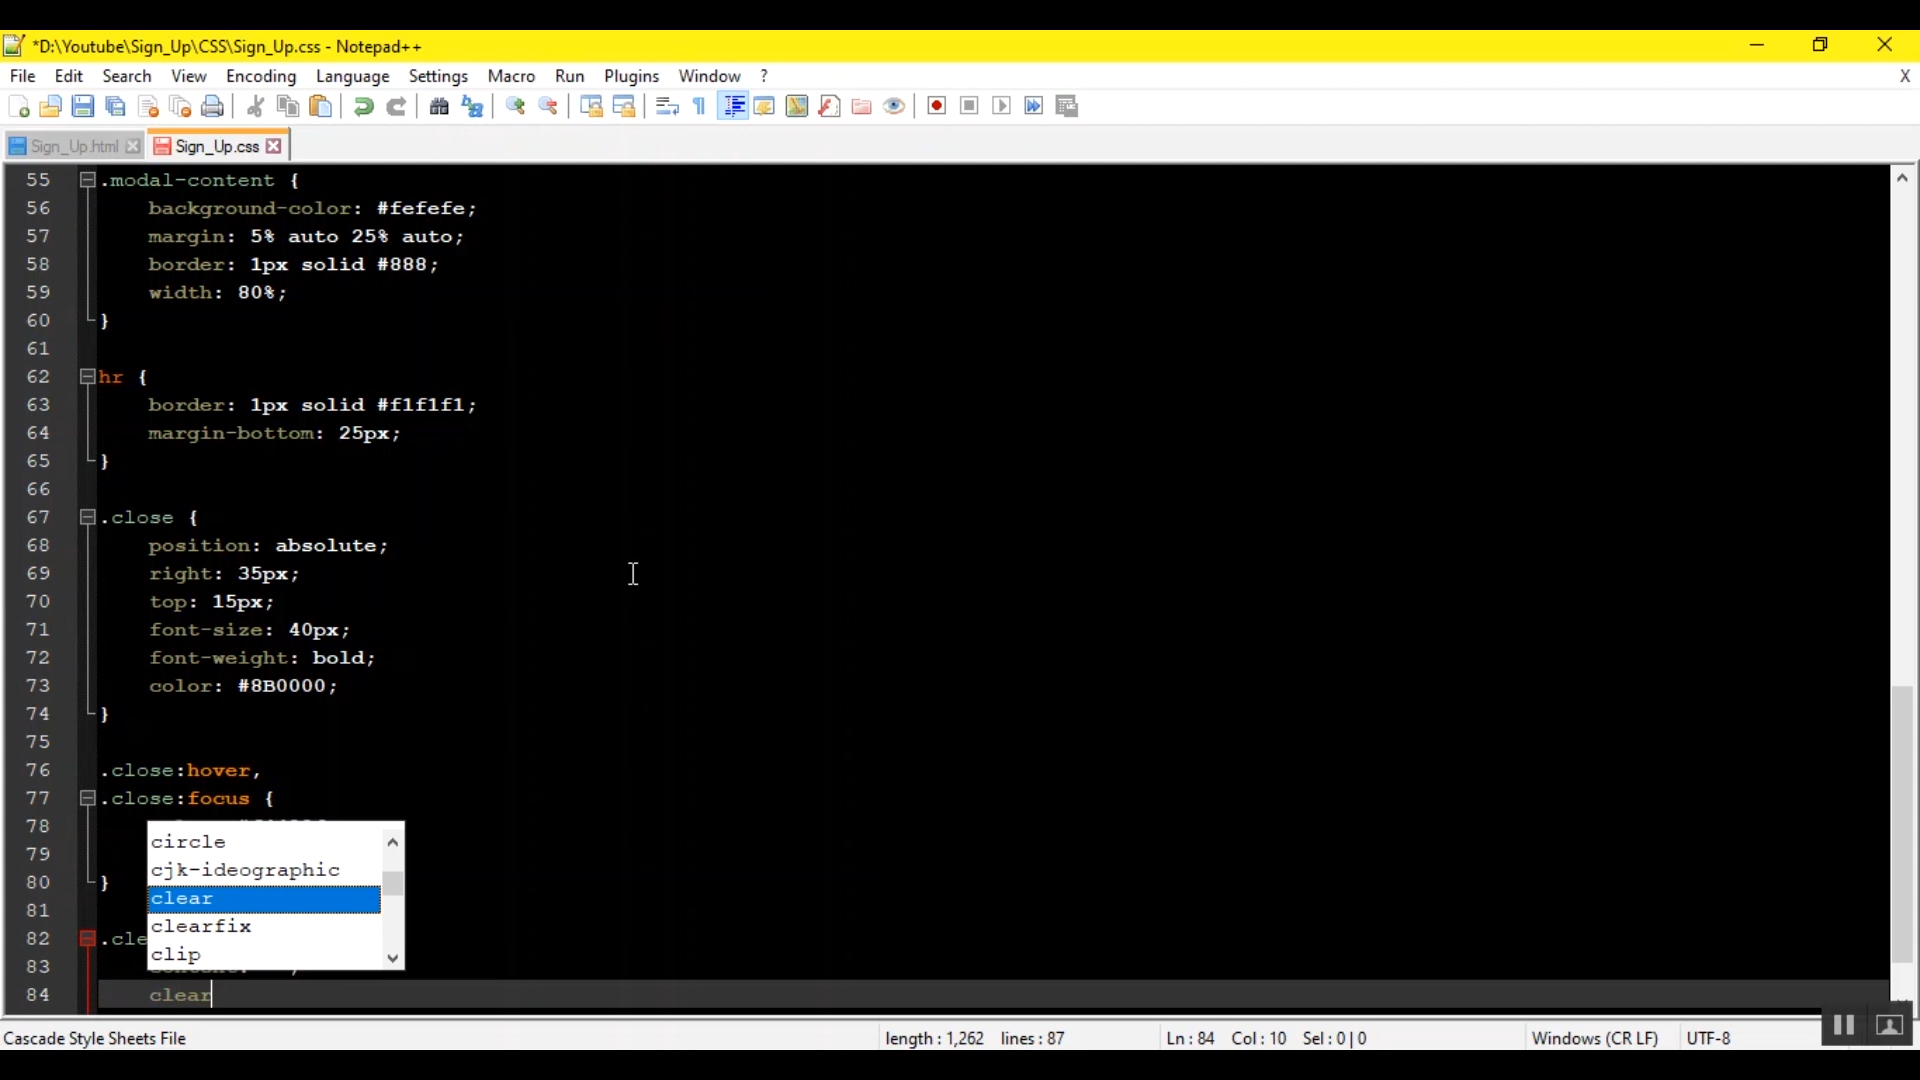 *D:\Youtube\Sign_Up\CSS\Sign_Up.css - Notepad++
File Edit Search View Encoding Language Settings Macro Run Plugins Window ? X
Sign_Up.html Sign_Up.css
55 .modal-content {
56 background-color: #fefefe;
57 margin: 5% auto 25% auto;
58 border: 1px solid #888;
59 width: 80%;
60 }
61
62 hr {
63 border: 1px solid #f1f1f1;
64 margin-bottom: 25px;
65 }
66
67 .close {
68 position: absolute;
69 right: 35px;
70 top: 15px;
71 font-size: 40px;
72 font-weight: bold;
73 color: #8B0000;
74 }
75
76 .close:hover,
77 .close:focus {
78
circle
79
cjk-ideographic
80 }
clear
81
clearfix
82 .cle
clip
83
84 clear
Cascade Style Sheets File length : 1,262 lines : 87 Ln : 84 Col : 10 Sel : 0 | 0 Windows (CR LF) UTF-8